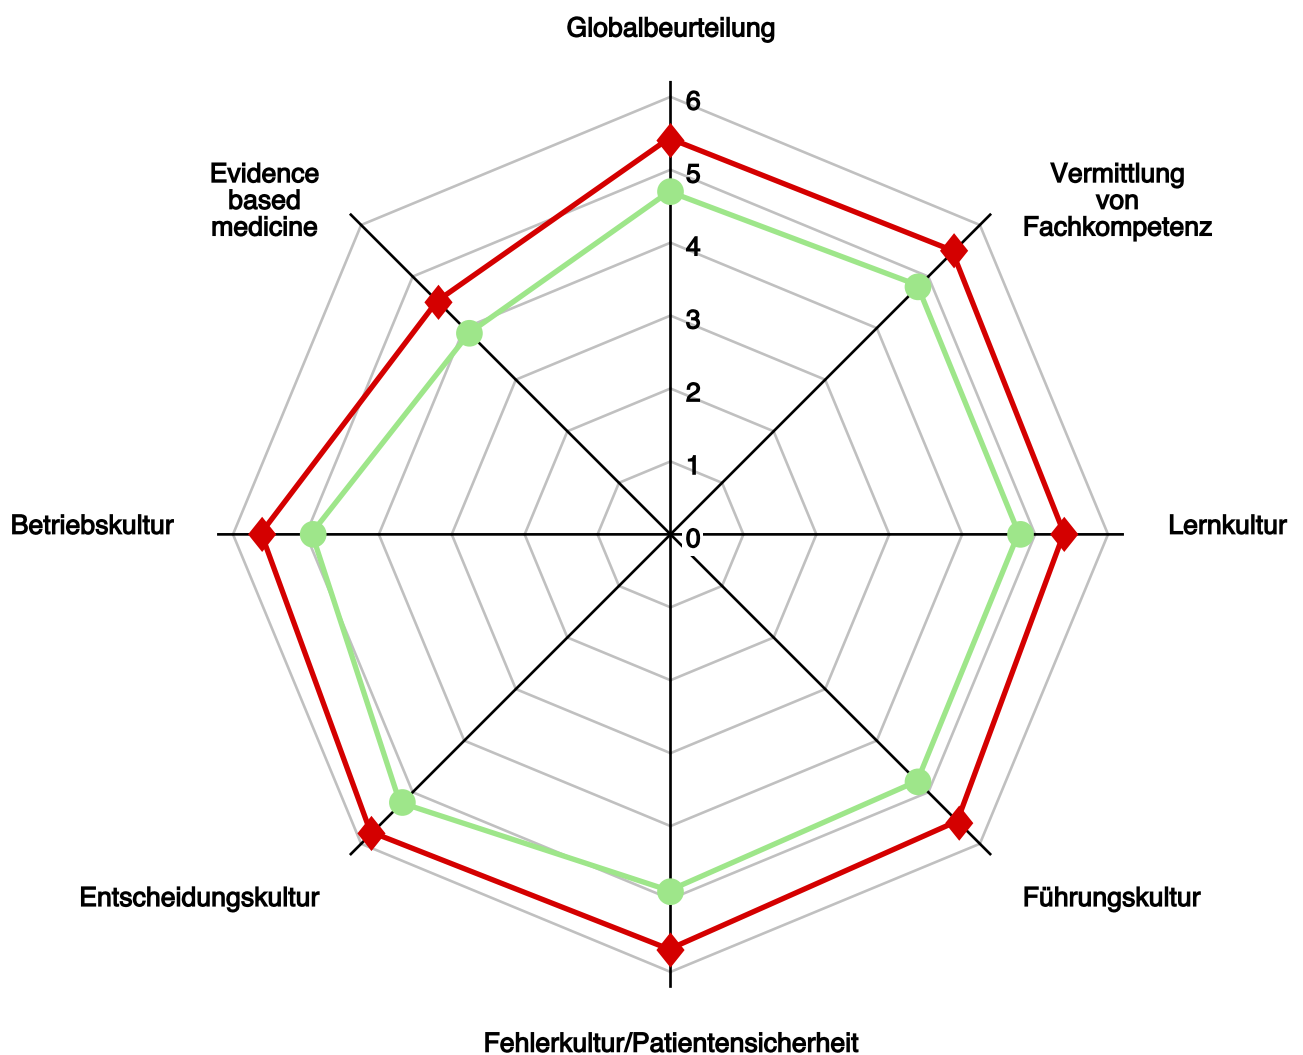 Globalbeurteilung
6
Evidence
based
medicine
Vermittlung
von
Fachkompetenz
5
4
3
2
1
Betriebskultur
0
Lernkultur
Entscheidungskultur
Führungskultur
Fehlerkultur/Patientensicherheit